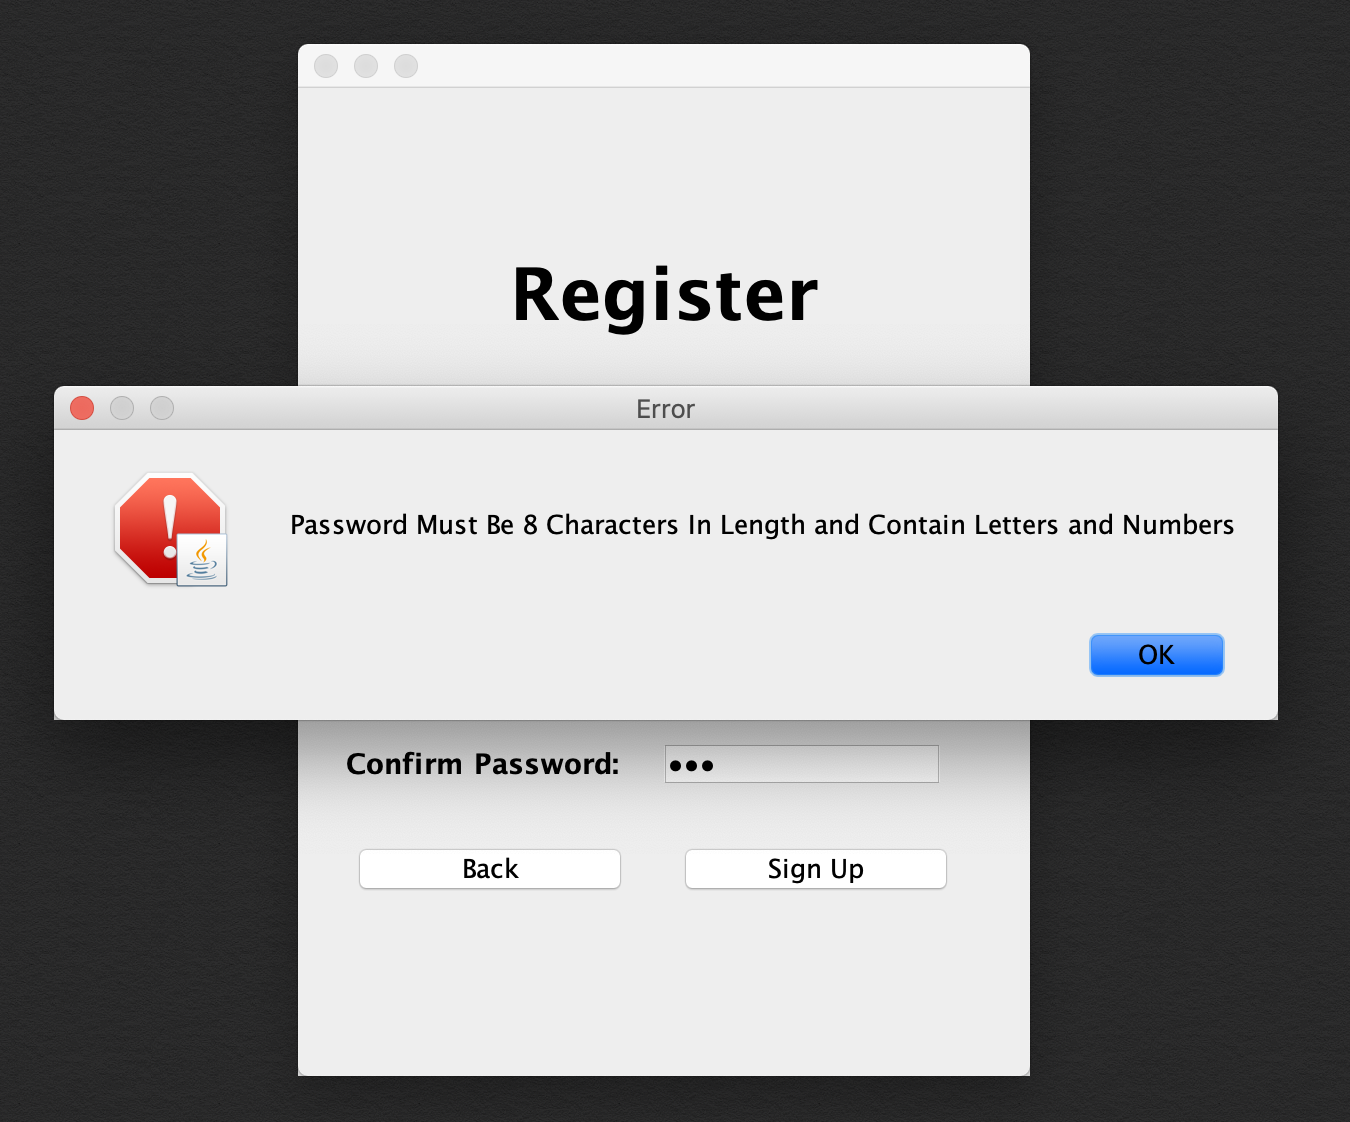 Register
Error
Password Must Be 8 Characters In Length and Contain Letters and Numbers
OK
Confirm Password:
Back
Sign Up